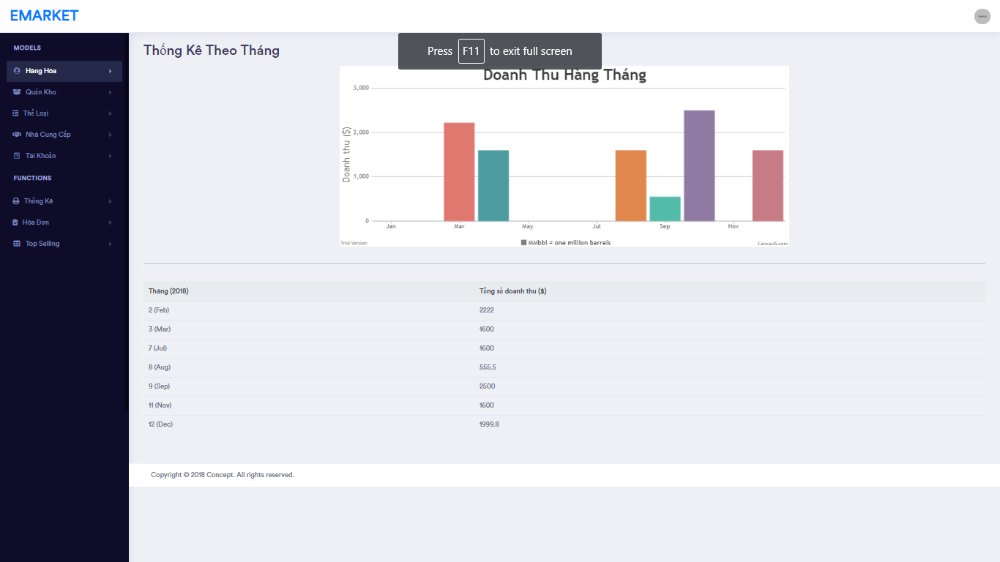 EMARKET
MODELS
Hàng Hóa
Quản Kho
Thể Loại
Nhà Cung Cấp
Tài Khoản
FUNCTIONS
Thống Kê
Hóa Đơn
Top Selling
Thống Kê Theo Tháng
Press F11 to exit full screen
Doanh Thu Hàng Tháng
Doanh thu ($)
3,000
2,000
1,000
0
Jan Mar May Jul Sep Nov
MMbbl = one million barrels
Trial Version
CanvasJS.com
Tháng (2018) Tổng số doanh thu ($)
2 (Feb) 2222
3 (Mar) 1600
7 (Jul) 1600
8 (Aug) 555.5
9 (Sep) 2500
11 (Nov) 1600
12 (Dec) 1999.8
Copyright © 2018 Concept. All rights reserved.